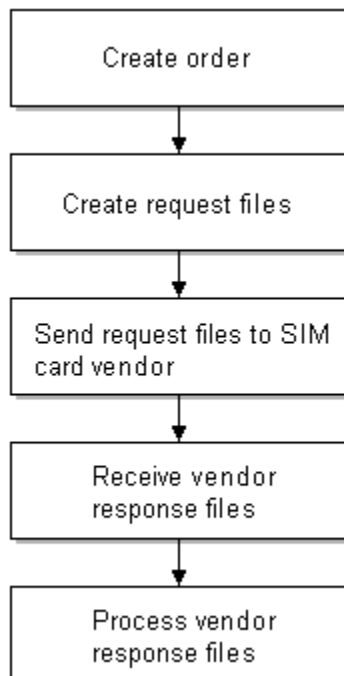 Create order
Create request files
Send request files to SIM
card vendor
Receive vendor
response files
Process vendor
response files